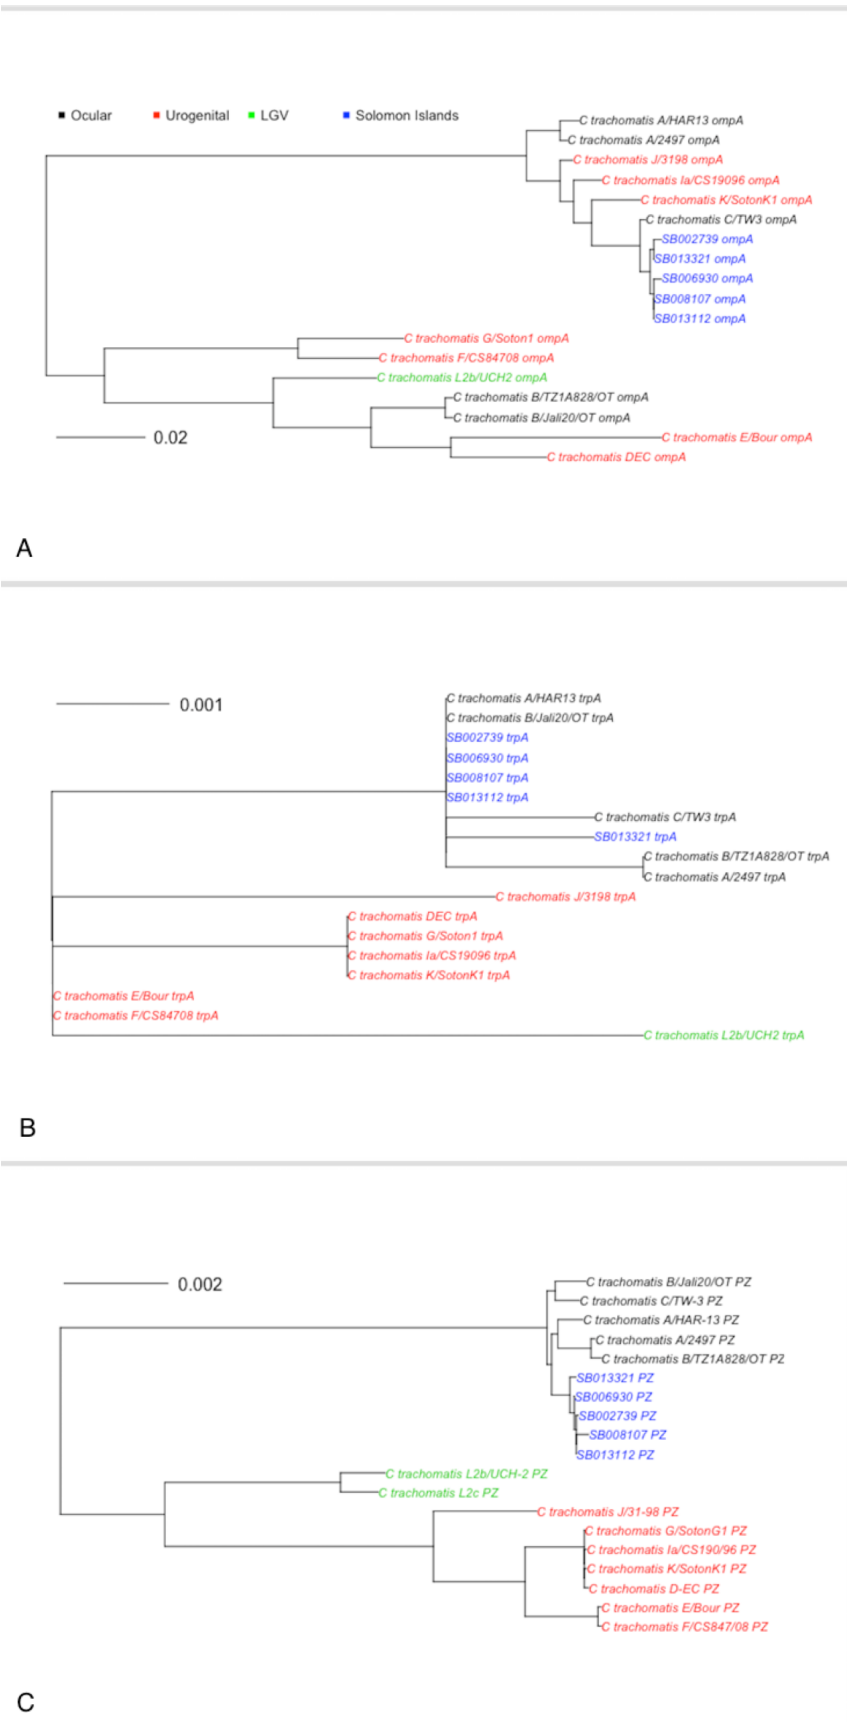 Ocular Urogenital LGV Solomon Islands
C trachomatis A/HAR13 ompA
C trachomatis A/2497 ompA
C trachomatis J/3198 ompA
C trachomatis Ia/CS19096 ompA
C trachomatis K/SotonK1 ompA
C trachomatis C/TW3 ompA
SB002739 ompA
SB013321 ompA
SB006930 ompA
SB008107 ompA
SB013112 ompA
C trachomatis G/Soton1 ompA
C trachomatis F/CS84708 ompA
C trachomatis L2b/UCH2 ompA
C trachomatis B/TZ1A828/OT ompA
C trachomatis B/Jali20/OT ompA
0.02
C trachomatis E/Bour ompA
C trachomatis DEC ompA
A
0.001
C trachomatis A/HAR13 trpA
C trachomatis B/Jali20/OT trpA
SB002739 trpA
SB006930 trpA
SB008107 trpA
SB013112 trpA
C trachomatis C/TW3 trpA
SB013321 trpA
C trachomatis B/TZ1A828/OT trpA
C trachomatis A/2497 trpA
C trachomatis J/3198 trpA
C trachomatis DEC trpA
C trachomatis G/Soton1 trpA
C trachomatis Ia/CS19096 trpA
C trachomatis K/SotonK1 trpA
C trachomatis E/Bour trpA
C trachomatis F/CS84708 trpA
C trachomatis L2b/UCH2 trpA
B
0.002
C trachomatis B/Jali20/OT PZ
C trachomatis C/TW-3 PZ
C trachomatis A/HAR-13 PZ
C trachomatis A/2497 PZ
C trachomatis B/TZ1A828/OT PZ
SB013321 PZ
SB006930 PZ
SB002739 PZ
SB008107 PZ
SB013112 PZ
C trachomatis L2b/UCH-2 PZ
C trachomatis L2c PZ
C trachomatis J/31-98 PZ
C trachomatis G/SotonG1 PZ
C trachomatis Ia/CS190/96 PZ
C trachomatis K/SotonK1 PZ
C trachomatis D-EC PZ
C trachomatis E/Bour PZ
C trachomatis F/CS847/08 PZ
C